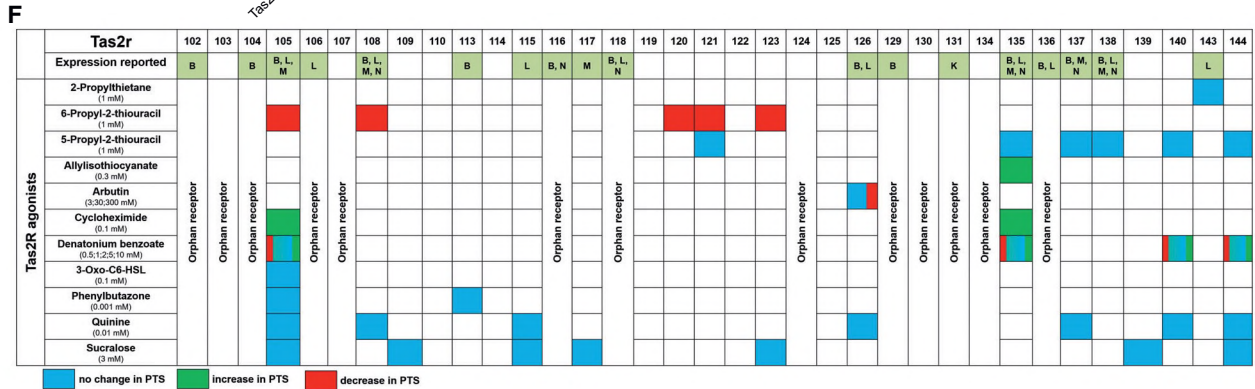 F
Tas2
Tas2r 102 103 104 105 106 107 108 109 110 113 114 115 116 117 118 119 120 121 122 123 124 125 126 129 130 131 134 135 136 137 138 139 140 143 144
Expression reported B B B, L, M L B, L, M, N B L B, N M B, L, N B, L B K B, L, M, N B, L B, M, N B, L, M, N L
Tas2R agonists
2-Propylthietane
(1 mM)
6-Propyl-2-thiouracil
(1 mM)
5-Propyl-2-thiouracil
(1 mM)
Allylisothiocyanate
(0.3 mM)
Arbutin
(3;30;300 mM)
Cycloheximide
(0.1 mM)
Denatonium benzoate
(0.5;1;2;5;10 mM)
3-Oxo-C6-HSL
(0.1 mM)
Phenylbutazone
(0.001 mM)
Quinine
(0.01 mM)
Sucralose
(3 mM)
Orphan receptor
Orphan receptor
Orphan receptor
Orphan receptor
Orphan receptor
Orphan receptor
Orphan receptor
Orphan receptor
Orphan receptor
Orphan receptor
Orphan receptor
Orphan receptor
Orphan receptor
no change in PTS increase in PTS decrease in PTS